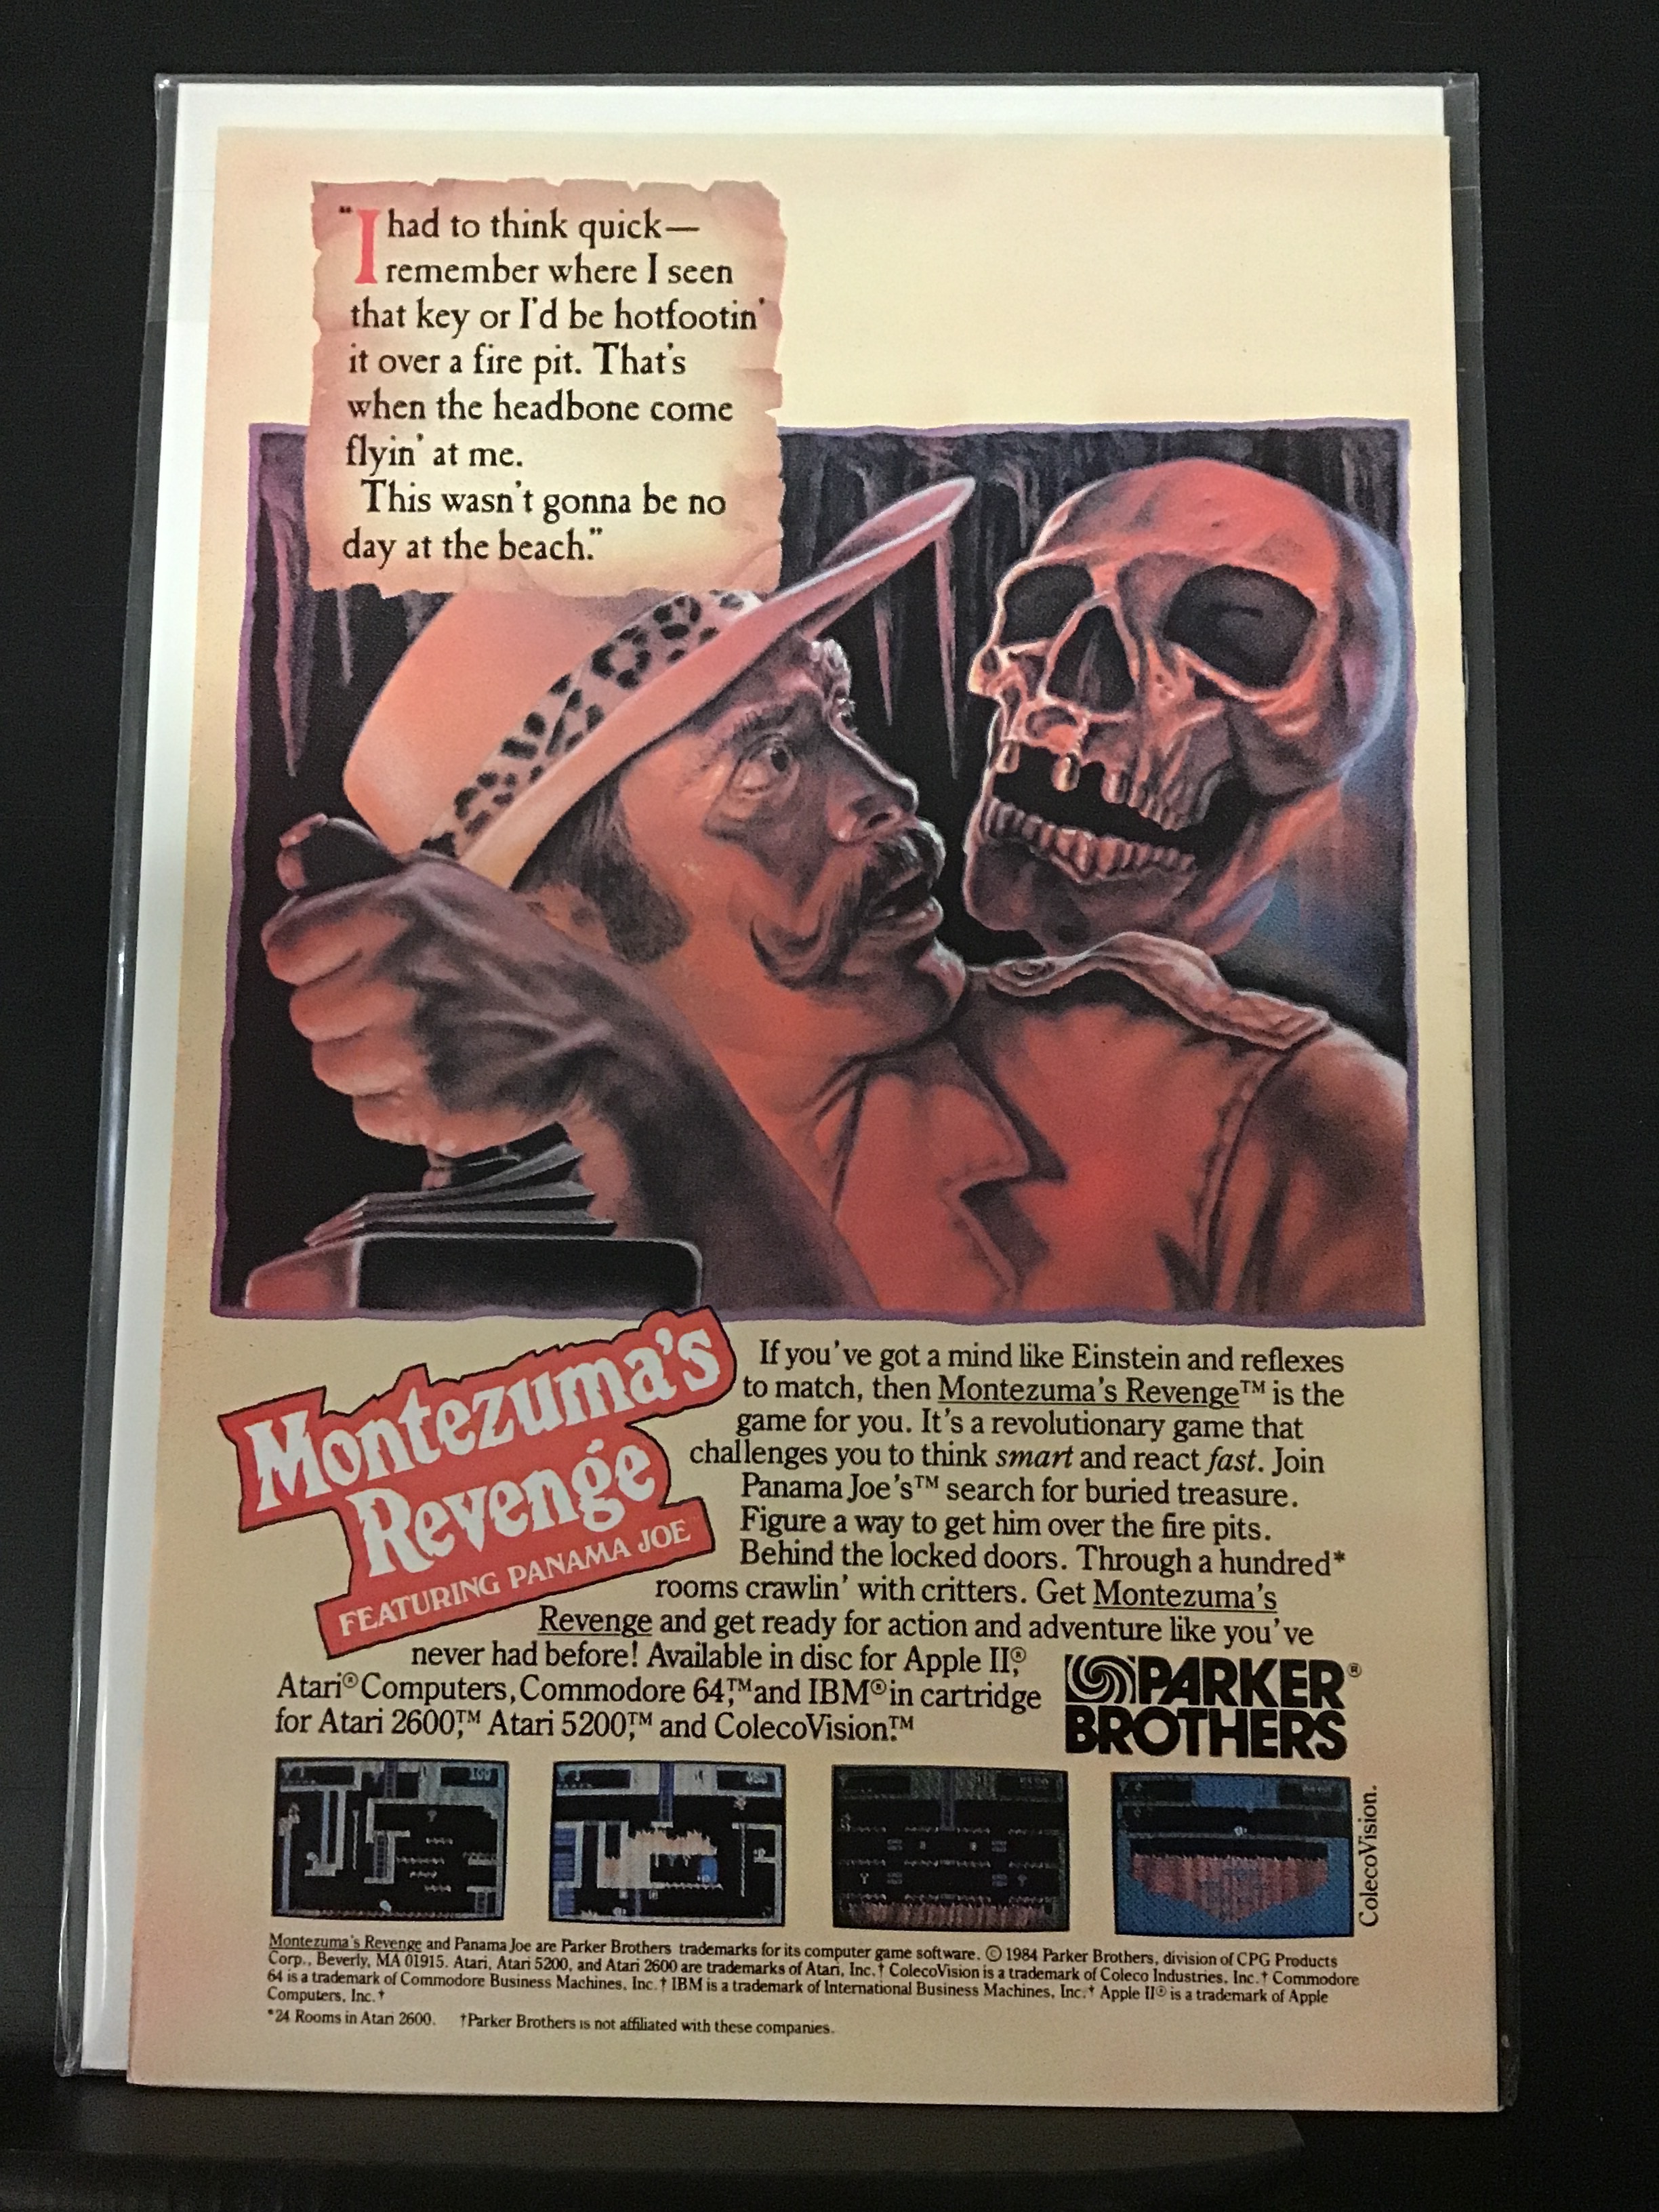 "I had to think quick—
remember where I seen
that key or I'd be hotfootin'
it over a fire pit. That's
when the headbone come
flyin' at me.
This wasn't gonna be no
day at the beach."
Montezuma's
Revenge
FEATURING PANAMA JOE™
If you've got a mind like Einstein and reflexes
to match, then Montezuma's Revenge™ is the
game for you. It's a revolutionary game that
challenges you to think smart and react fast. Join
Panama Joe's™ search for buried treasure.
Figure a way to get him over the fire pits.
Behind the locked doors. Through a hundred*
rooms crawlin' with critters. Get Montezuma's
Revenge and get ready for action and adventure like you've
never had before! Available in disc for Apple II,®
Atari® Computers, Commodore 64,™ and IBM® in cartridge
for Atari 2600,™ Atari 5200,™ and ColecoVision.™
PARKER®
BROTHERS
ColecoVision.
Montezuma's Revenge and Panama Joe are Parker Brothers trademarks for its computer game software. © 1984 Parker Brothers, division of CPG Products
Corp., Beverly, MA 01915. Atari, Atari 5200, and Atari 2600 are trademarks of Atari, Inc.† ColecoVision is a trademark of Coleco Industries, Inc.† Commodore
64 is a trademark of Commodore Business Machines, Inc.† IBM is a trademark of International Business Machines, Inc.† Apple II® is a trademark of Apple
Computers, Inc.†
*24 Rooms in Atari 2600. †Parker Brothers is not affiliated with these companies.